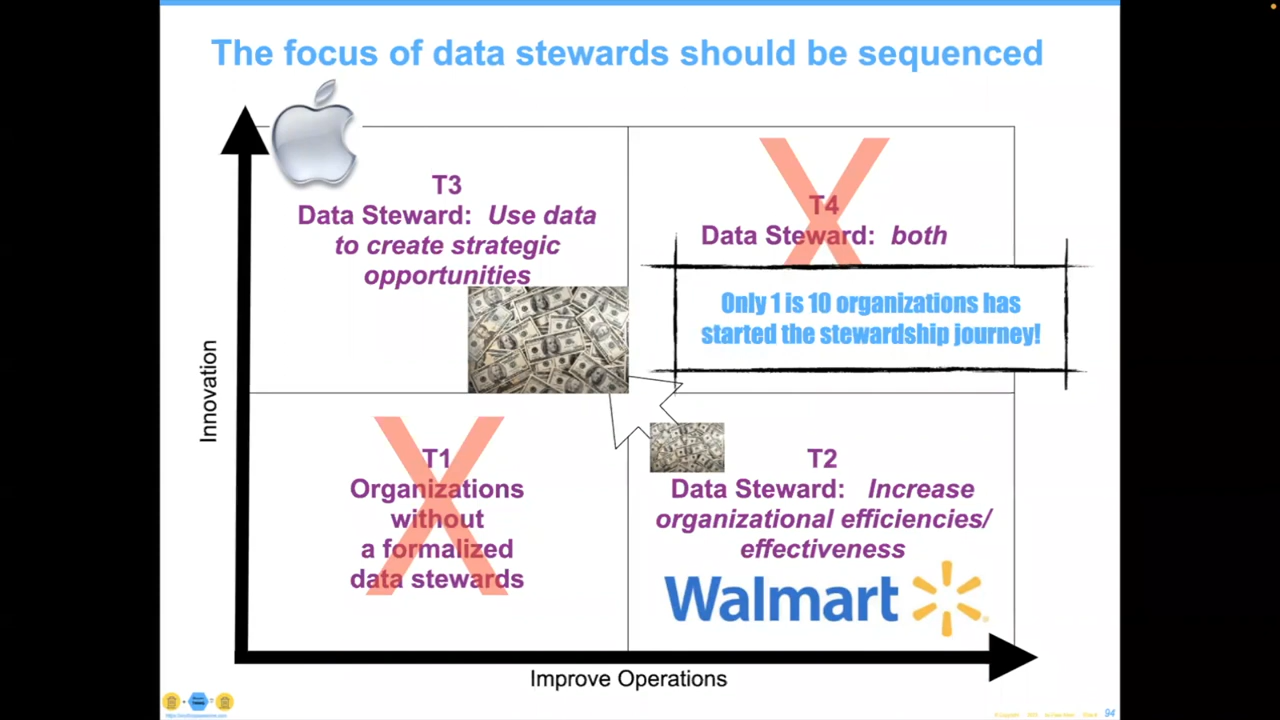 The focus of data stewards should be sequenced
T3
Data Steward: Use data
to create strategic
opportunities
T4
Data Steward: both
Only 1 is 10 organizations has
started the stewardship journey!
Innovation
T1
Organizations
without
a formalized
data stewards
T2
Data Steward: Increase
organizational efficiencies/
effectiveness
Walmart
Improve Operations
94